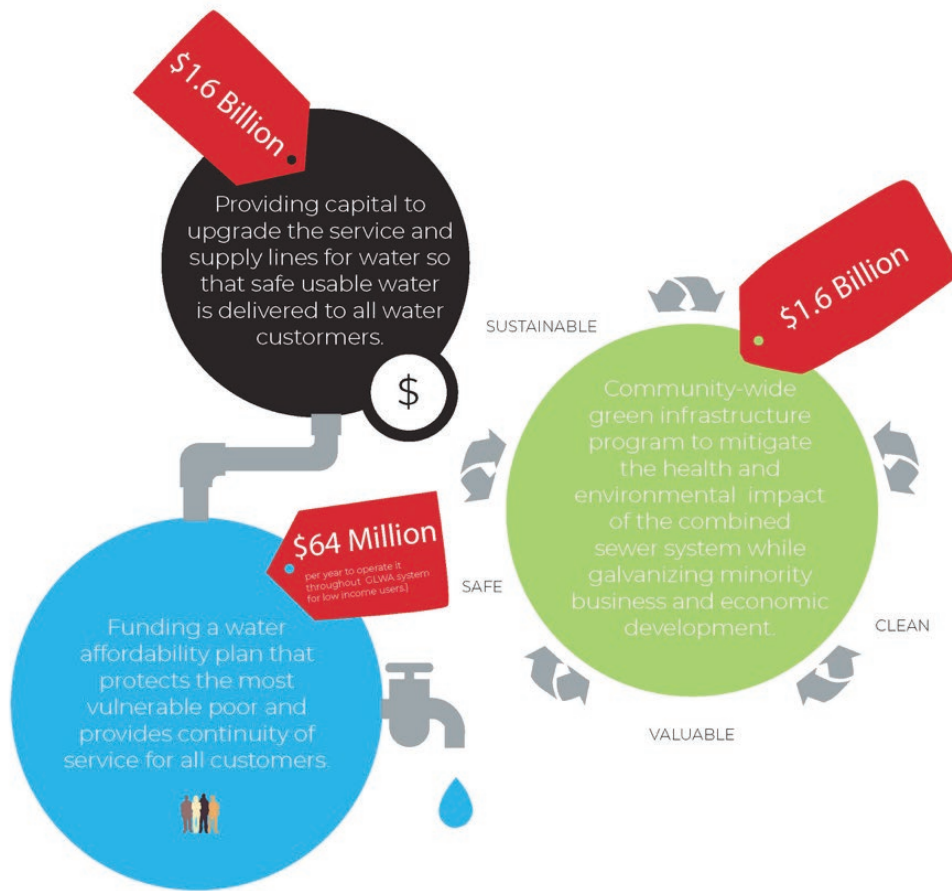 $1.6 Billion
Providing capital to
upgrade the service and
supply lines for water so
that safe usable water
is delivered to all water
custormers.
$
$1.6 Billion
SUSTAINABLE
Community-wide
green infrastructure
program to mitigate
the health and
environmental impact
of the combined
sewer system while
galvanizing minority
business and economic
development.
SAFE
CLEAN
VALUABLE
$64 Million
per year to operate it
throughout GLWA system
for low income users.)
Funding a water
affordability plan that
protects the most
vulnerable poor and
provides continuity of
service for all customers.